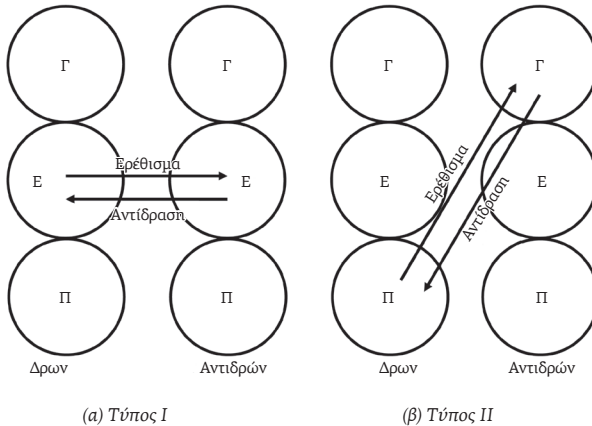 Γ Γ Γ Γ
Ερέθισμα
Ε Ε Ε Ε
Αντίδραση
Ερέθισμα
Αντίδραση
Π Π Π Π
Δρων Αντιδρών Δρων Αντιδρών
(α) Τύπος Ι (β) Τύπος ΙΙ